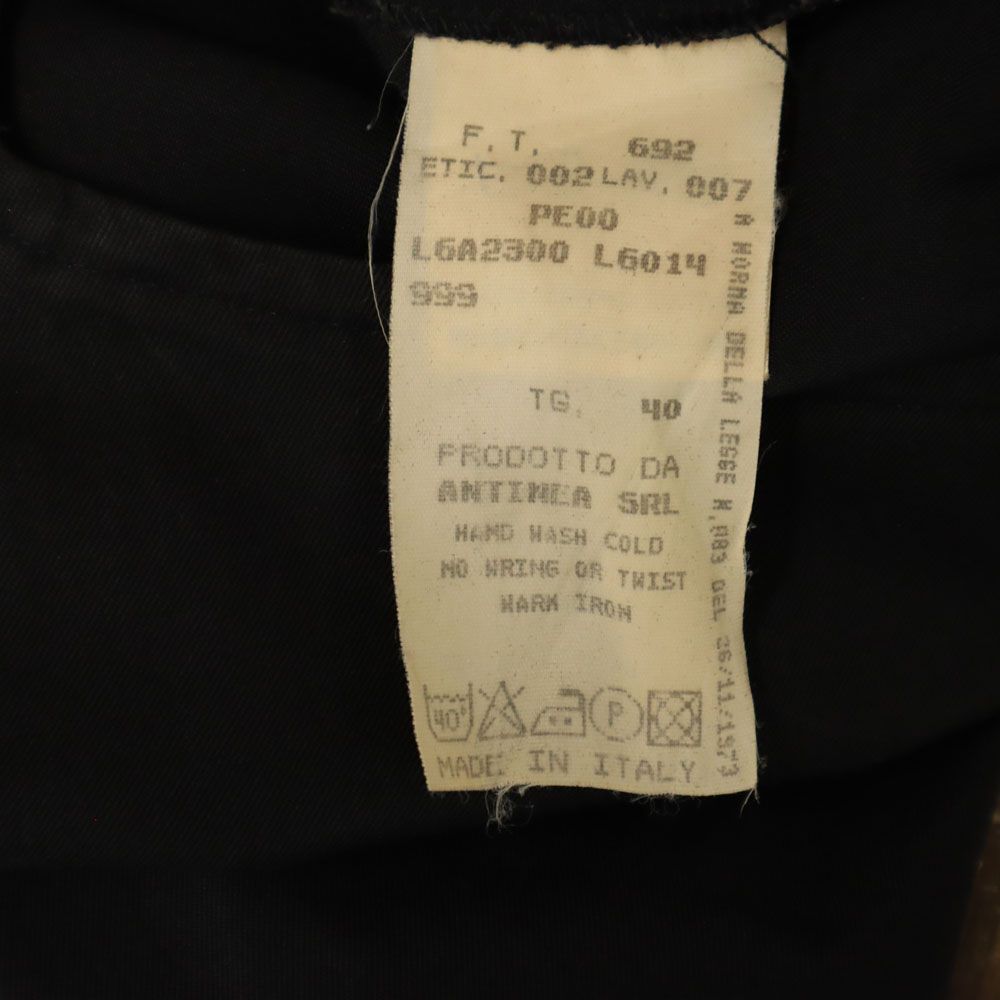 F.T. 692
ETIC. 002 LAV. 007
PE00
L6A2300 L6014
999
TG. 40
PRODOTTO DA
ANTINEA SRL
HAND WASH COLD
NO WRING OR TWIST
WARM IRON
40°
P
MADE IN ITALY
A NORMA DELLA LEGGE N.883 DEL 26/11/1973